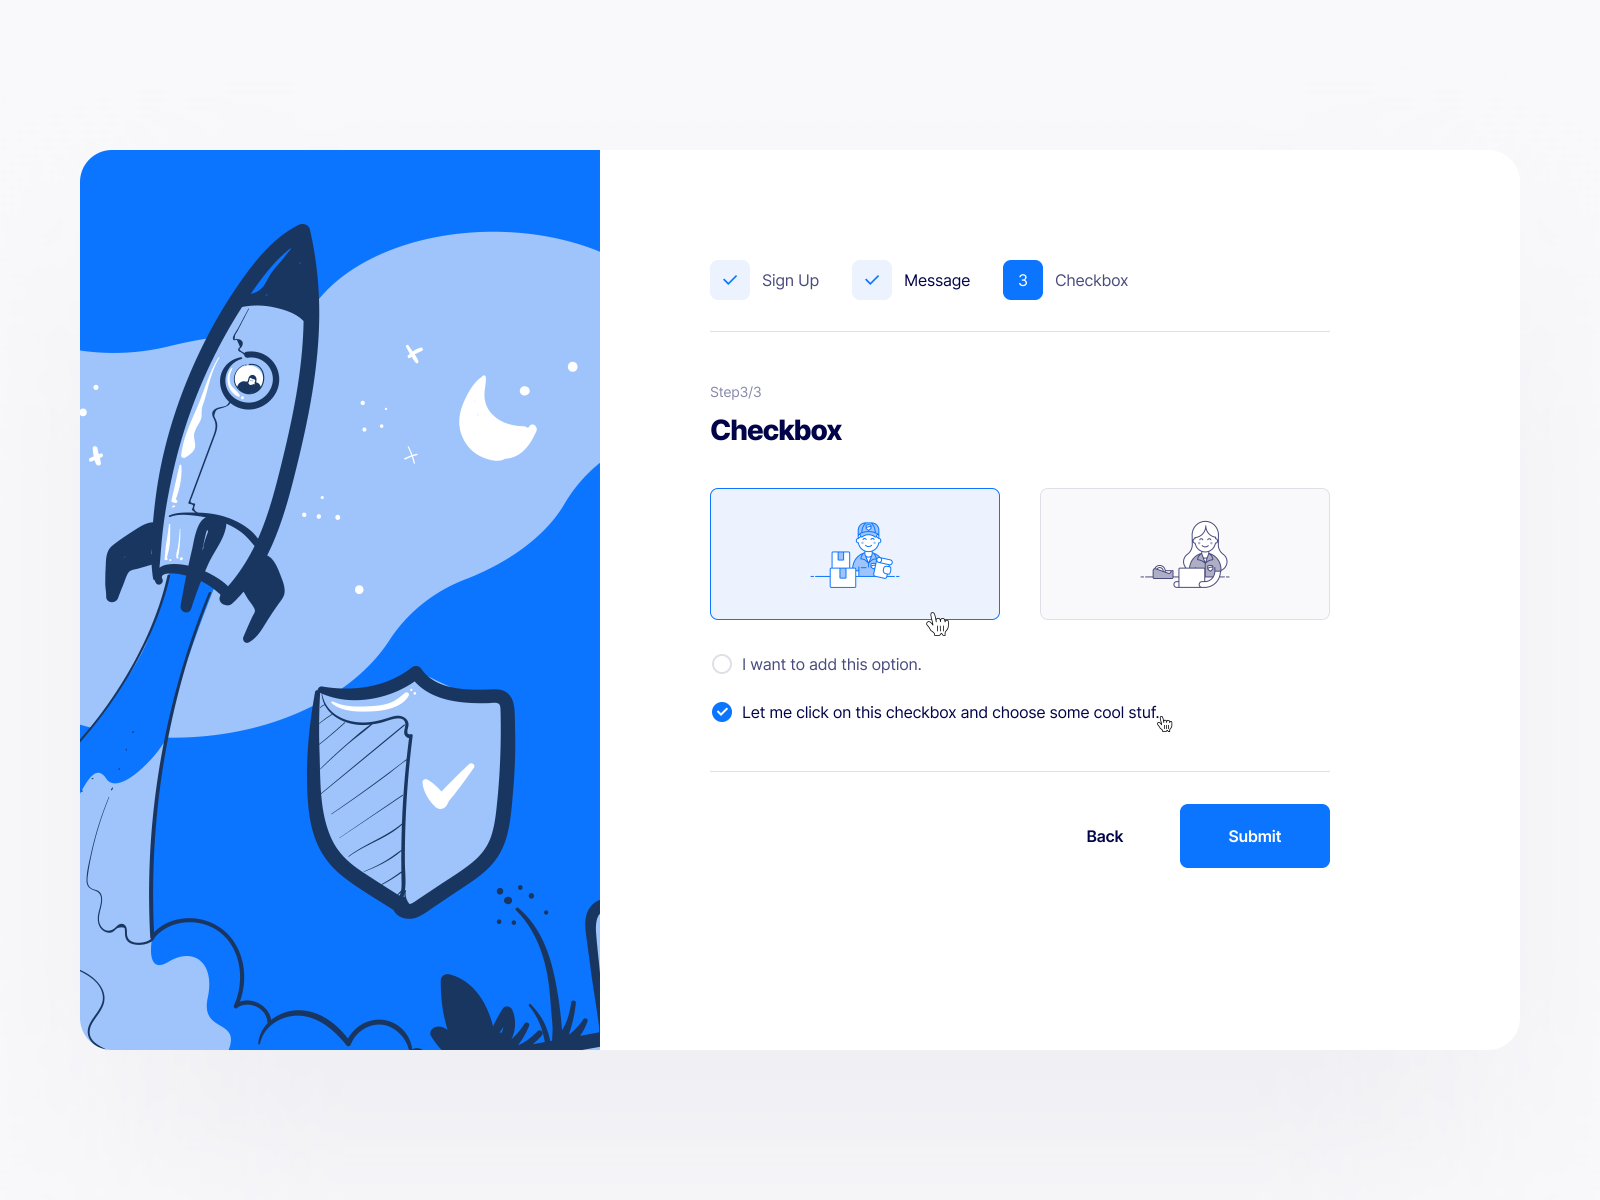 Sign Up
Message
3
Checkbox
Step3/3
Checkbox
I want to add this option.
Let me click on this checkbox and choose some cool stuf.
Back
Submit